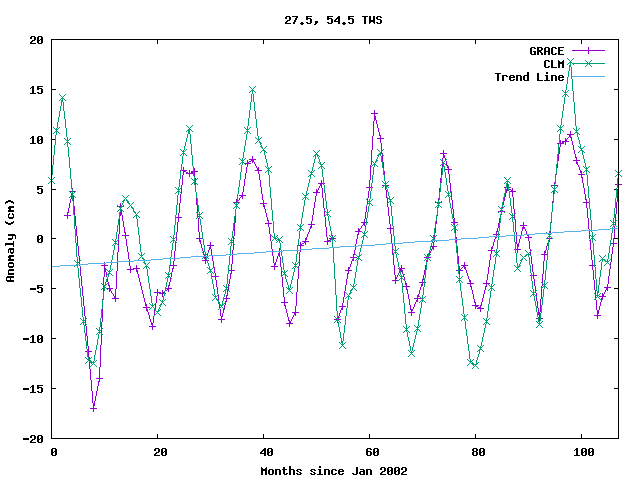 27.5, 54.5 TWS
GRACE
CLM
Trend Line
20
15
10
5
0
-5
-10
-15
-20
Anomaly (cm)
0 20 40 60 80 100
Months since Jan 2002